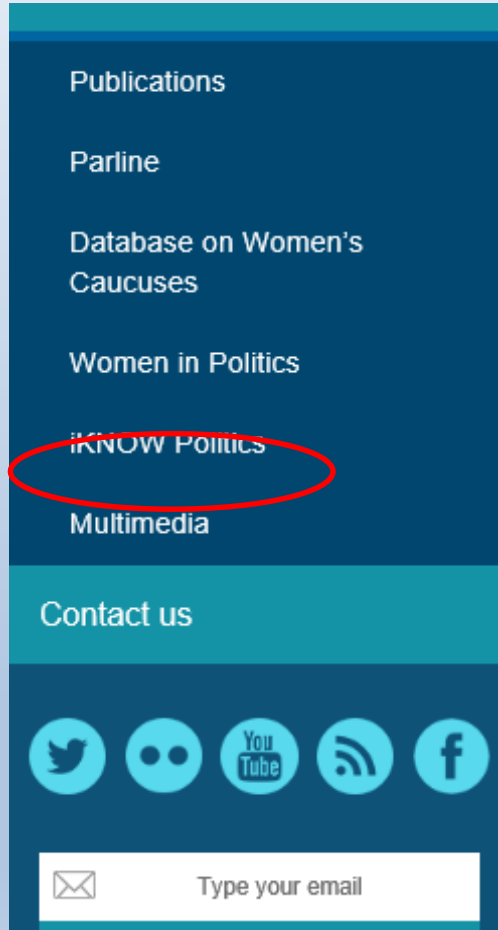 Publications
Parline
Database on Women's
Caucuses
Women in Politics
iKNOW Politics
Multimedia
Contact us
You
Tube
f
Type your email